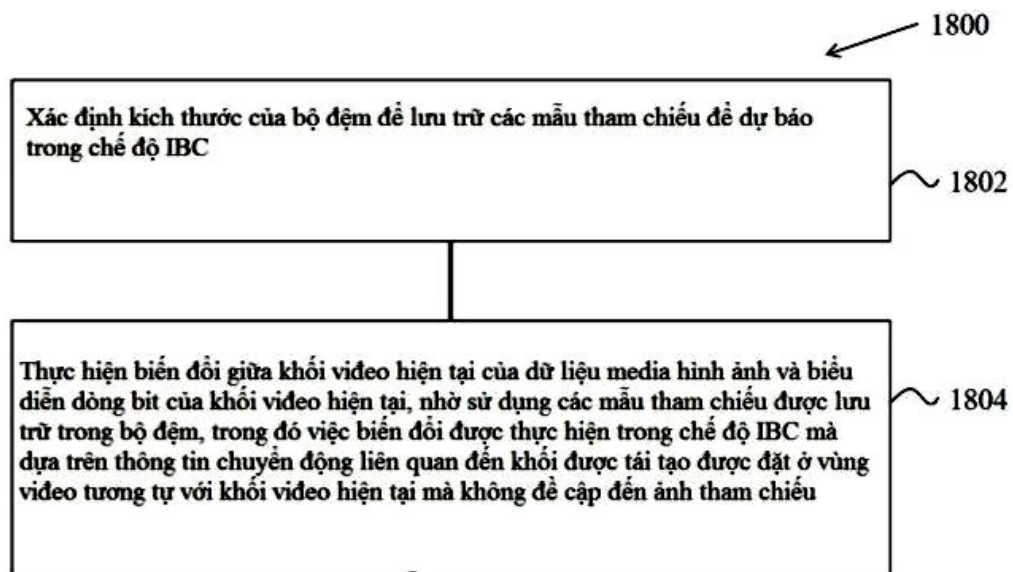 1800
Xác định kích thước của bộ đệm để lưu trữ các mẫu tham chiếu để dự báo
trong chế độ IBC
1802
Thực hiện biến đổi giữa khối video hiện tại của dữ liệu media hình ảnh và biểu
diễn dòng bit của khối video hiện tại, nhờ sử dụng các mẫu tham chiếu được lưu
trữ trong bộ đệm, trong đó việc biến đổi được thực hiện trong chế độ IBC mà
dựa trên thông tin chuyển động liên quan đến khối được tái tạo được đặt ở vùng
video tương tự với khối video hiện tại mà không đề cập đến ảnh tham chiếu
1804